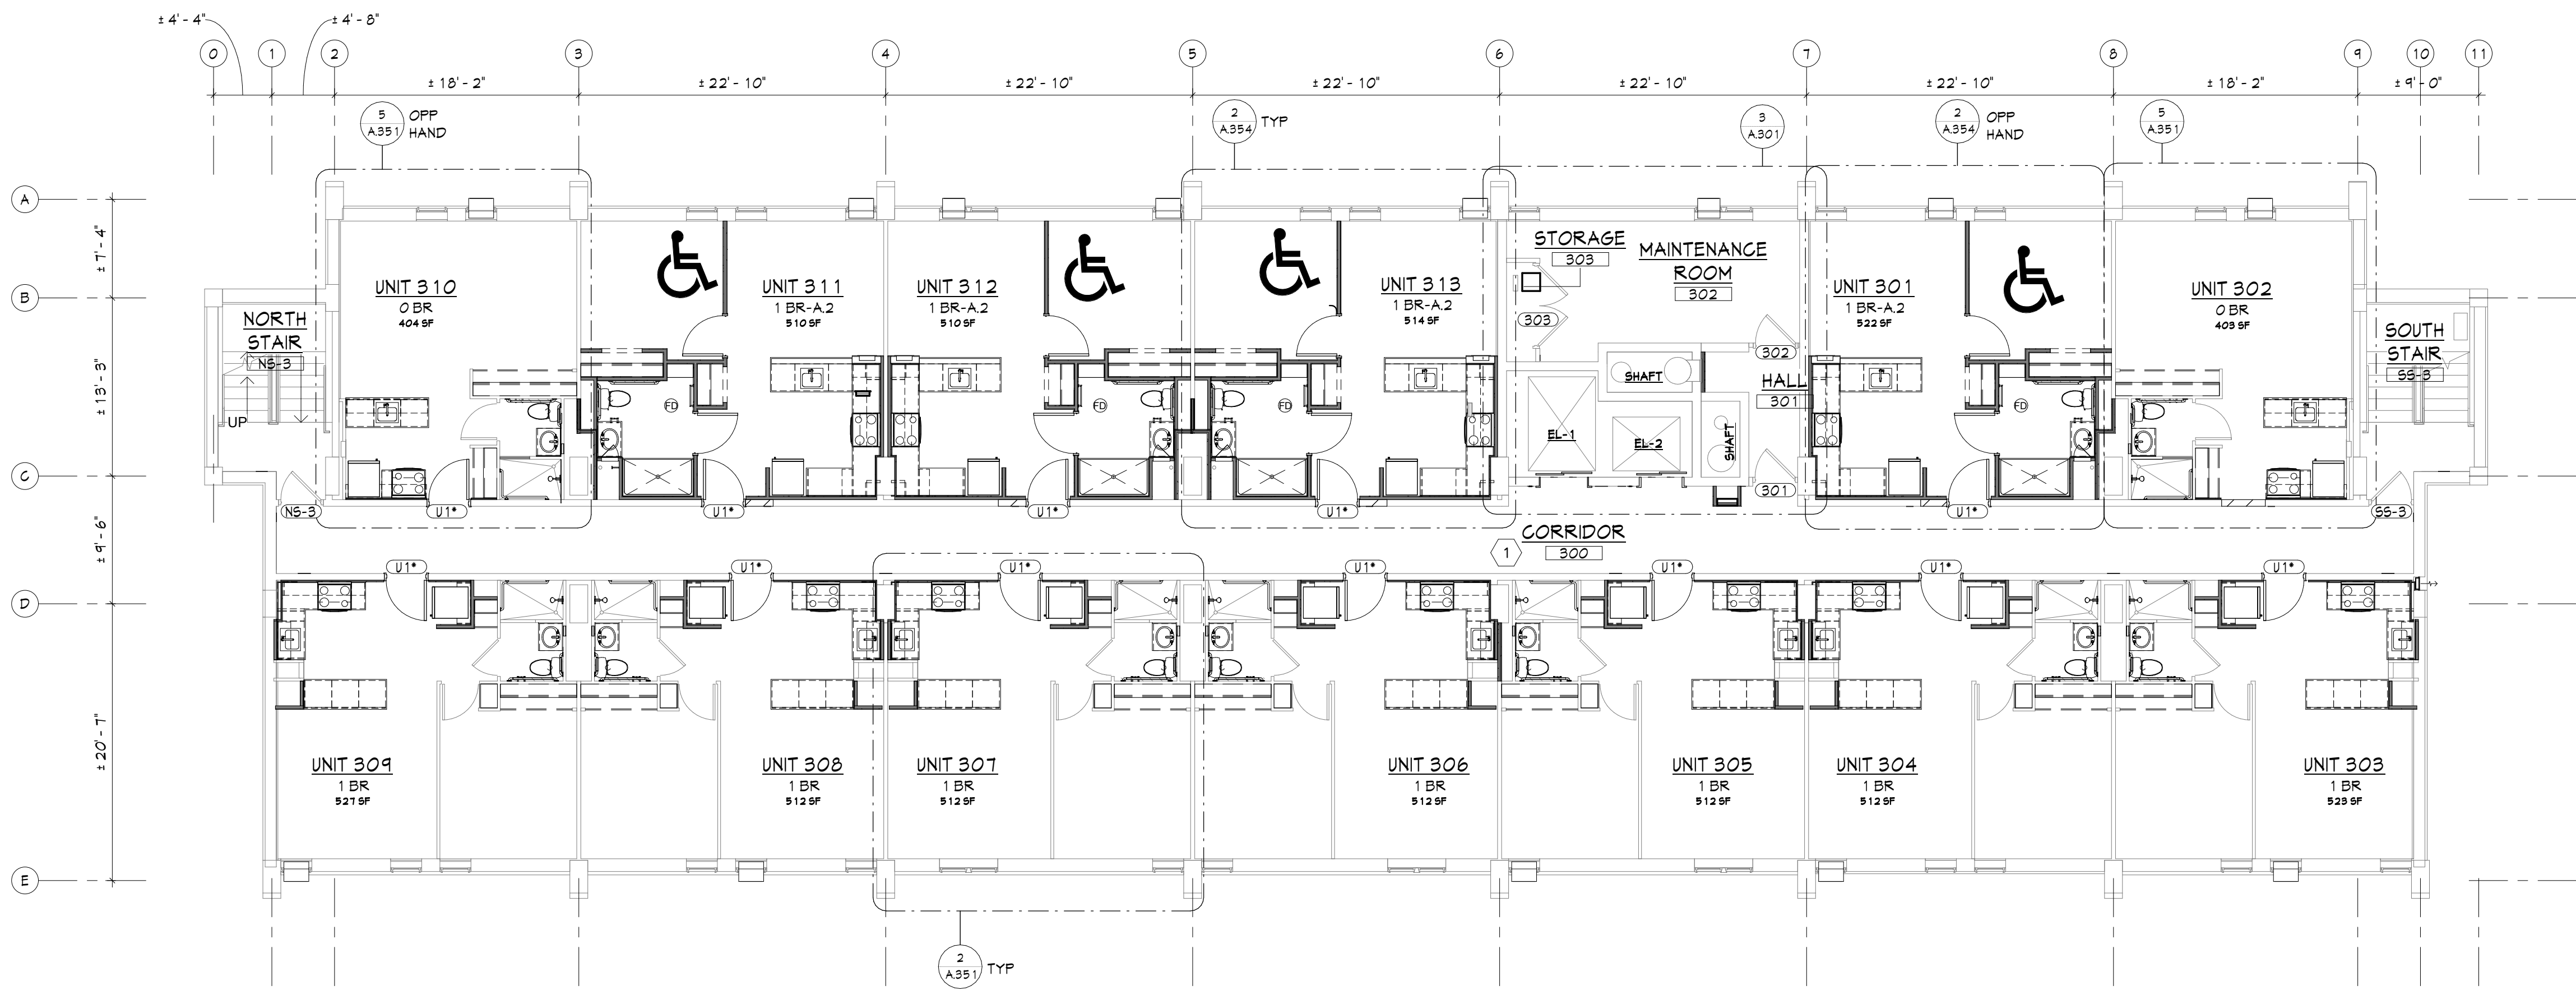 ± 4' - 4"
± 4' - 8"
0
1
2
3
4
5
6
7
8
9
10
11
± 18' - 2"
± 22' - 10"
± 22' - 10"
± 22' - 10"
± 22' - 10"
± 22' - 10"
± 18' - 2"
± 9' - 0"
5
A.351
OPP
HAND
2
A.354
TYP
3
A.301
2
A.354
OPP
HAND
5
A.351
A
B
C
D
E
± 7' - 4"
± 13' - 3"
± 9' - 6"
± 20' - 7"
NORTH
STAIR
NS-3
UP
UNIT 310
0 BR
404 SF
UNIT 311
1 BR-A.2
510 SF
UNIT 312
1 BR-A.2
510 SF
UNIT 313
1 BR-A.2
514 SF
STORAGE
303
MAINTENANCE
ROOM
302
303
302
HALL
301
SHAFT
SHAFT
EL-1
EL-2
301
UNIT 301
1 BR-A.2
522 SF
UNIT 302
0 BR
403 SF
SOUTH
STAIR
SS-3
FD
FD
FD
FD
NS-3
U1*
U1*
U1*
U1*
U1*
SS-3
1
CORRIDOR
300
U1*
U1*
U1*
U1*
U1*
U1*
U1*
UNIT 309
1 BR
527 SF
UNIT 308
1 BR
512 SF
UNIT 307
1 BR
512 SF
UNIT 306
1 BR
512 SF
UNIT 305
1 BR
512 SF
UNIT 304
1 BR
512 SF
UNIT 303
1 BR
523 SF
2
A.351
TYP